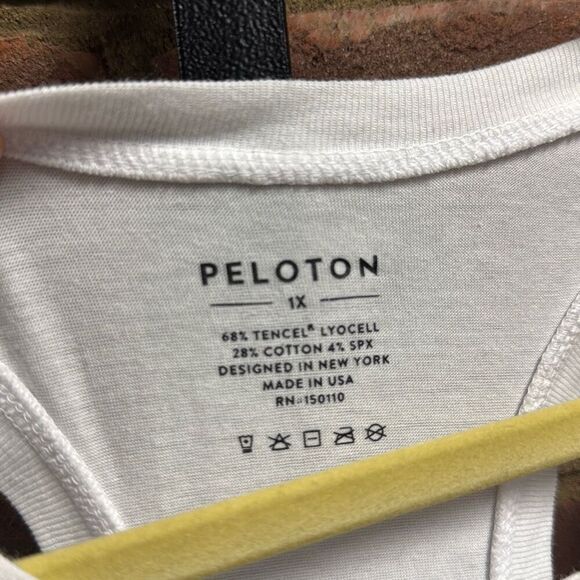 PELOTON
1X
68% TENCEL® LYOCELL
28% COTTON 4% SPX
DESIGNED IN NEW YORK
MADE IN USA
RN: 150110